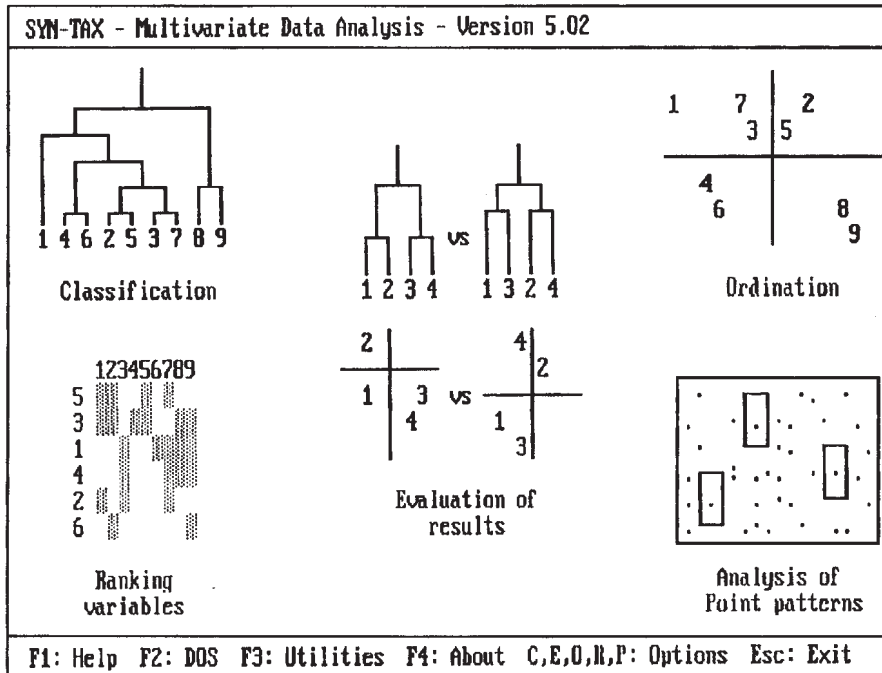 SYN-TAX - Multivariate Data Analysis - Version 5.02
1 4 6 2 5 3 7 8 9
Classification
1 2 3 4
vs
1 3 2 4
1 7 2
3 5
4
6 8
9
Ordination
123456789
5
3
1
4
2
6
Ranking
variables
2
1 3
4
vs
4
2
1
3
Evaluation of
results
Analysis of
Point patterns
F1: Help F2: DOS F3: Utilities F4: About C,E,O,R,P: Options Esc: Exit